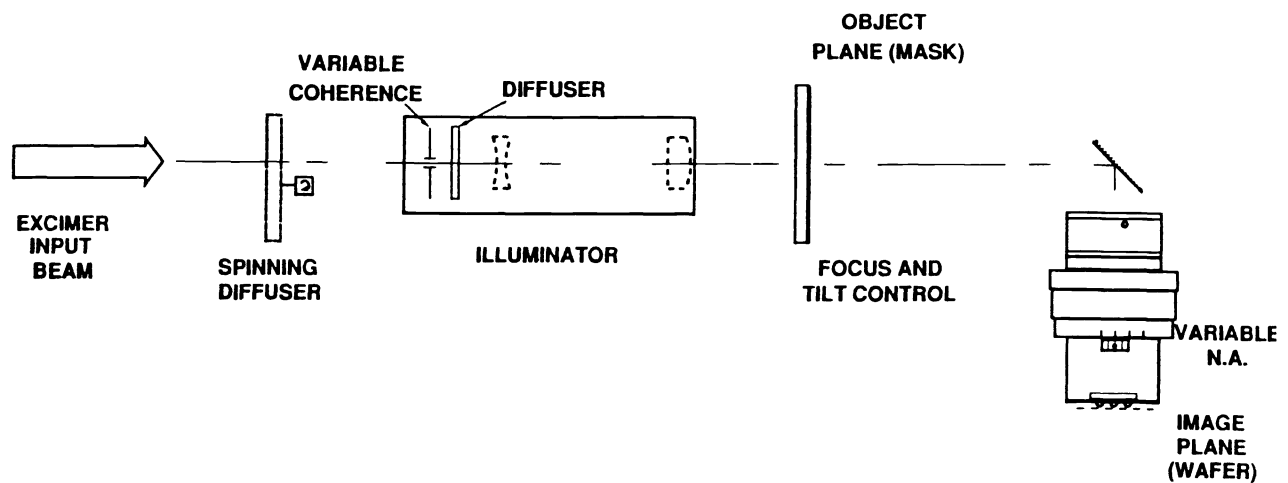 OBJECT
PLANE (MASK)
VARIABLE
COHERENCE
DIFFUSER
EXCIMER
INPUT
BEAM
SPINNING
DIFFUSER
ILLUMINATOR
FOCUS AND
TILT CONTROL
VARIABLE
N.A.
IMAGE
PLANE
(WAFER)